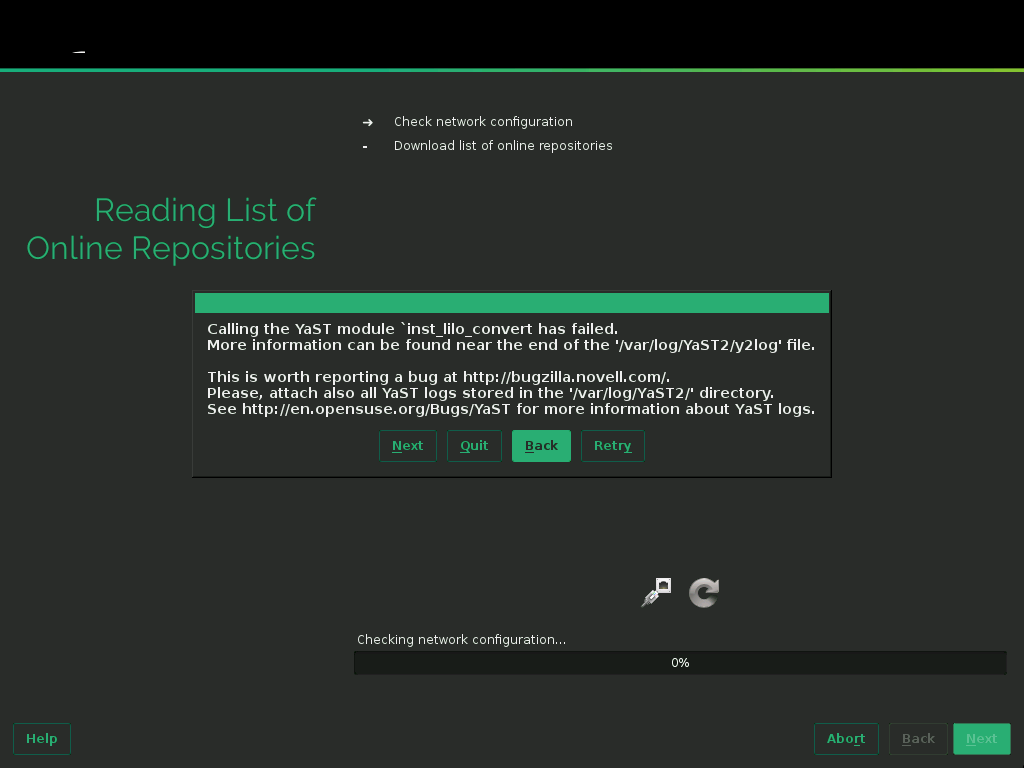 ➔ Check network configuration
- Download list of online repositories
Reading List of
Online Repositories
Calling the YaST module `inst_lilo_convert has failed.
More information can be found near the end of the '/var/log/YaST2/y2log' file.
This is worth reporting a bug at http://bugzilla.novell.com/.
Please, attach also all YaST logs stored in the '/var/log/YaST2/' directory.
See http://en.opensuse.org/Bugs/YaST for more information about YaST logs.
Next Quit Back Retry
Checking network configuration...
0%
Help Abort Back Next